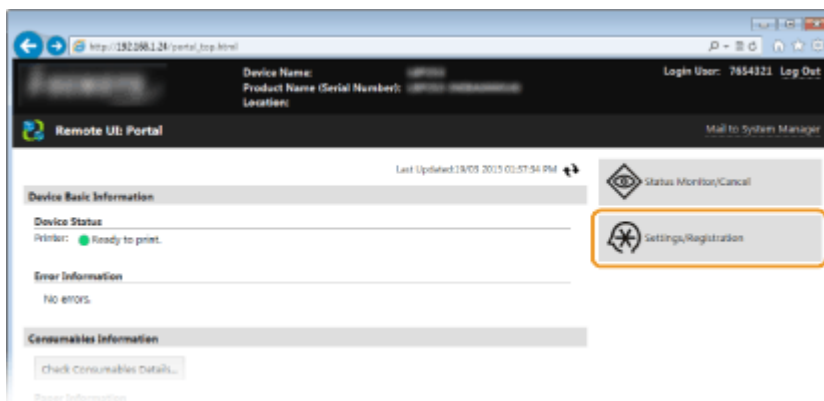 http://192.168.1.24/portal_top.html
Device Name:
Product Name (Serial Number):
Location:
Login User: 7654321 Log Out
Remote UI: Portal
Mail to System Manager
Last Updated:19/05 2015 01:57:54 PM
Status Monitor/Cancel
Device Basic Information
Device Status
Printer: Ready to print.
Settings/Registration
Error Information
No errors.
Consumables Information
Check Consumables Details...
Paper Information